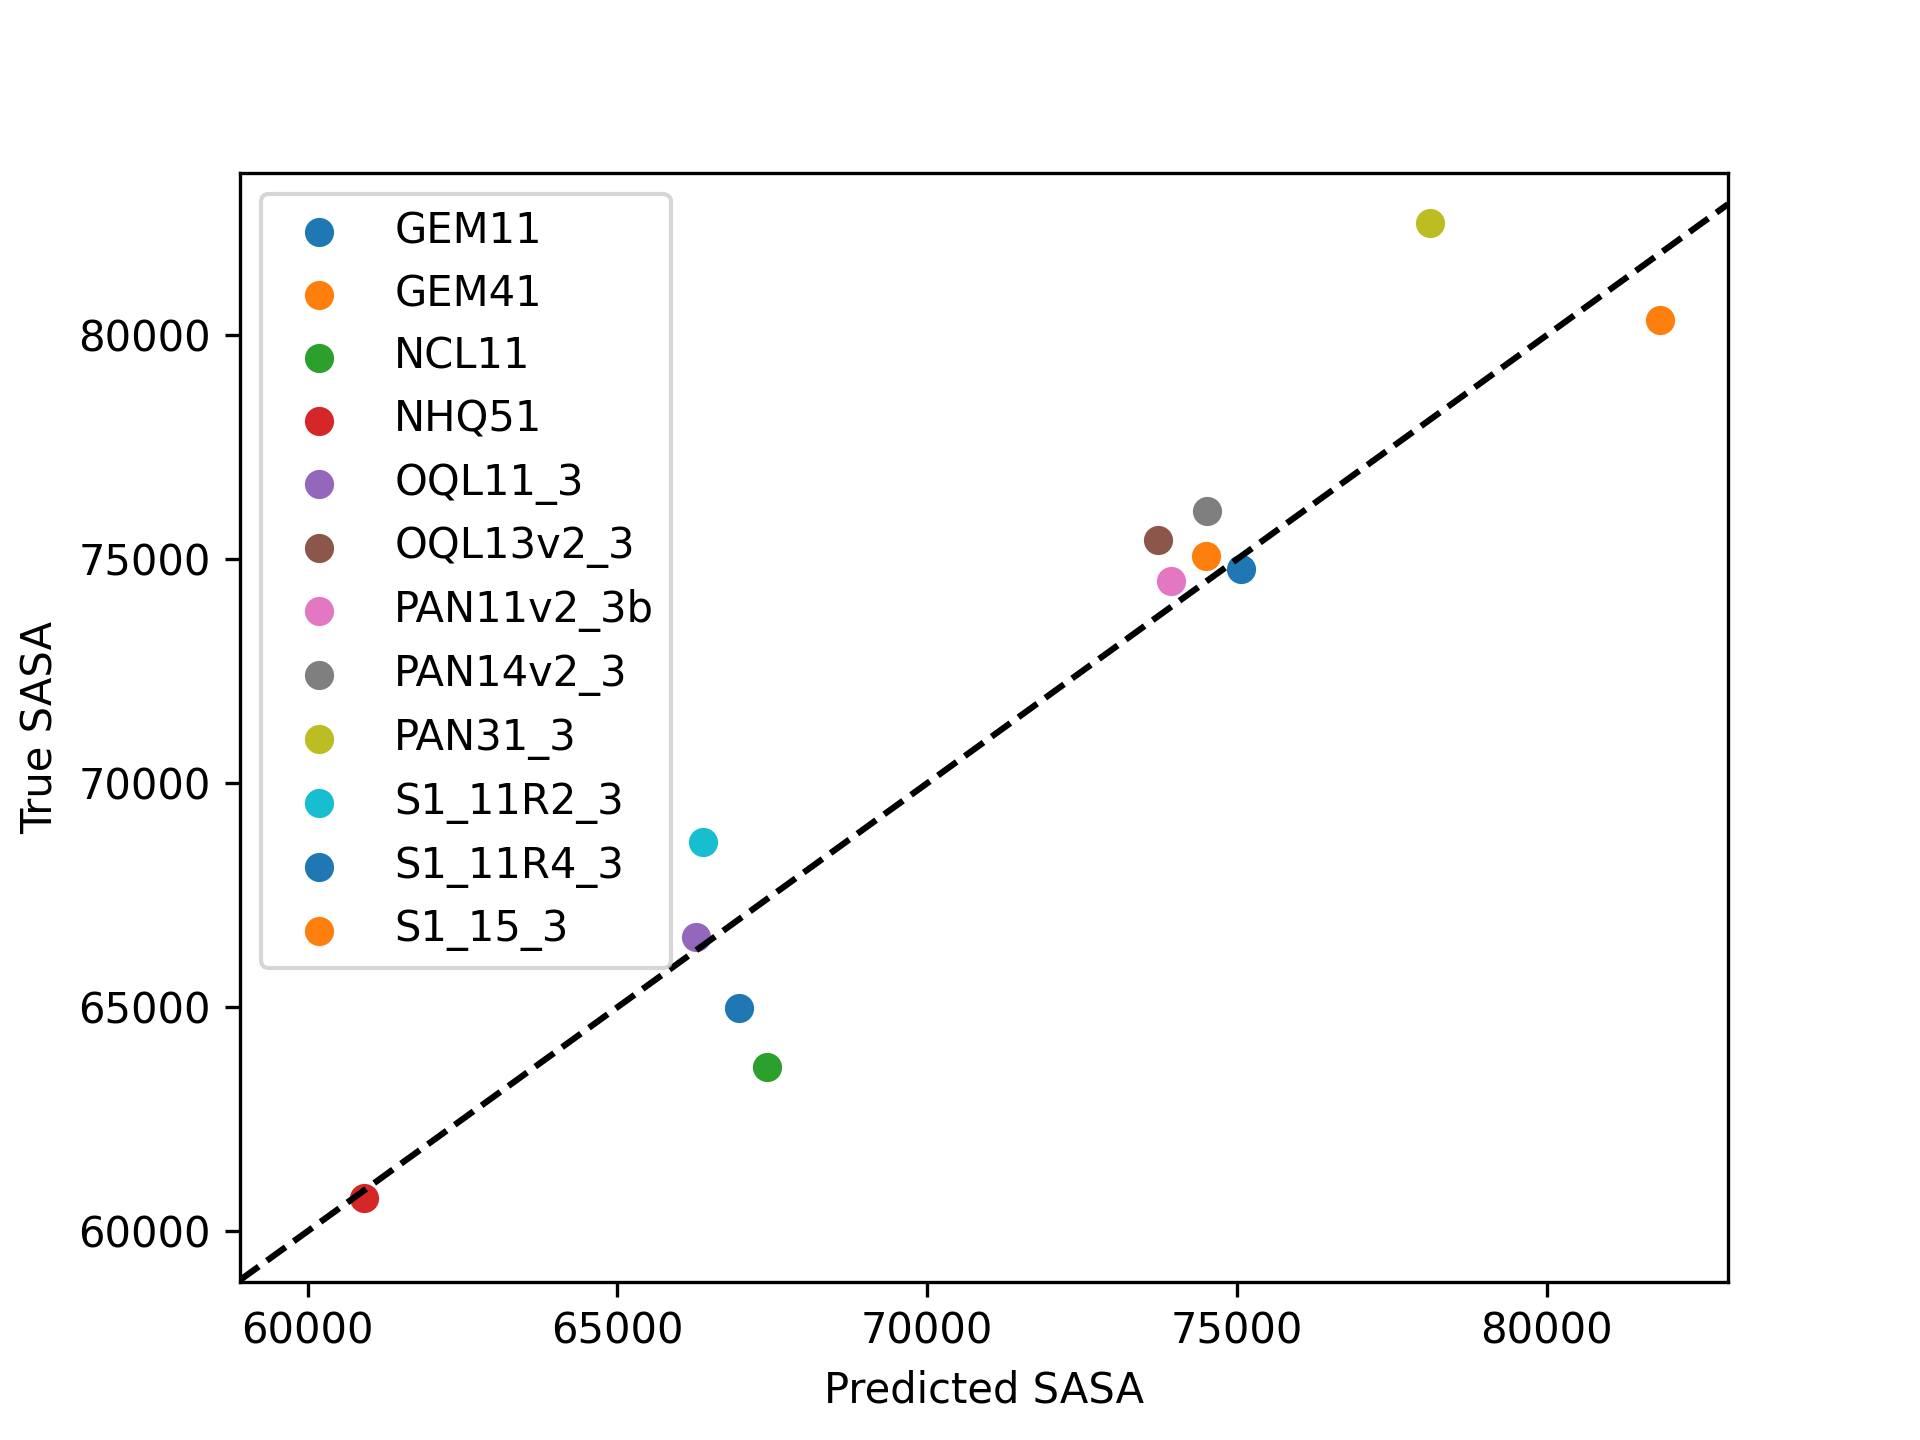 GEM11
GEM41
NCL11
NHQ51
OQL11_3
OQL13v2_3
PAN11v2_3b
PAN14v2_3
PAN31_3
S1_11R2_3
S1_11R4_3
S1_15_3
80000
75000
70000
65000
60000
True SASA
60000 65000 70000 75000 80000
Predicted SASA